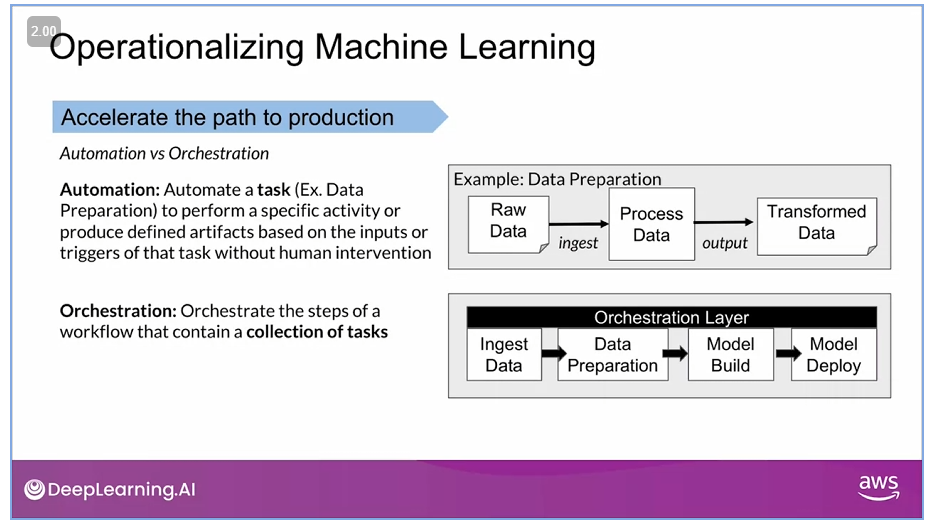 2.00
Operationalizing Machine Learning
Accelerate the path to production
Automation vs Orchestration
Automation: Automate a task (Ex. Data
Preparation) to perform a specific activity or
produce defined artifacts based on the inputs or
triggers of that task without human intervention
Example: Data Preparation
Raw
Data
ingest
Process
Data
output
Transformed
Data
Orchestration: Orchestrate the steps of a
workflow that contain a collection of tasks
Orchestration Layer
Ingest
Data
Data
Preparation
Model
Build
Model
Deploy
DeepLearning.AI
aws